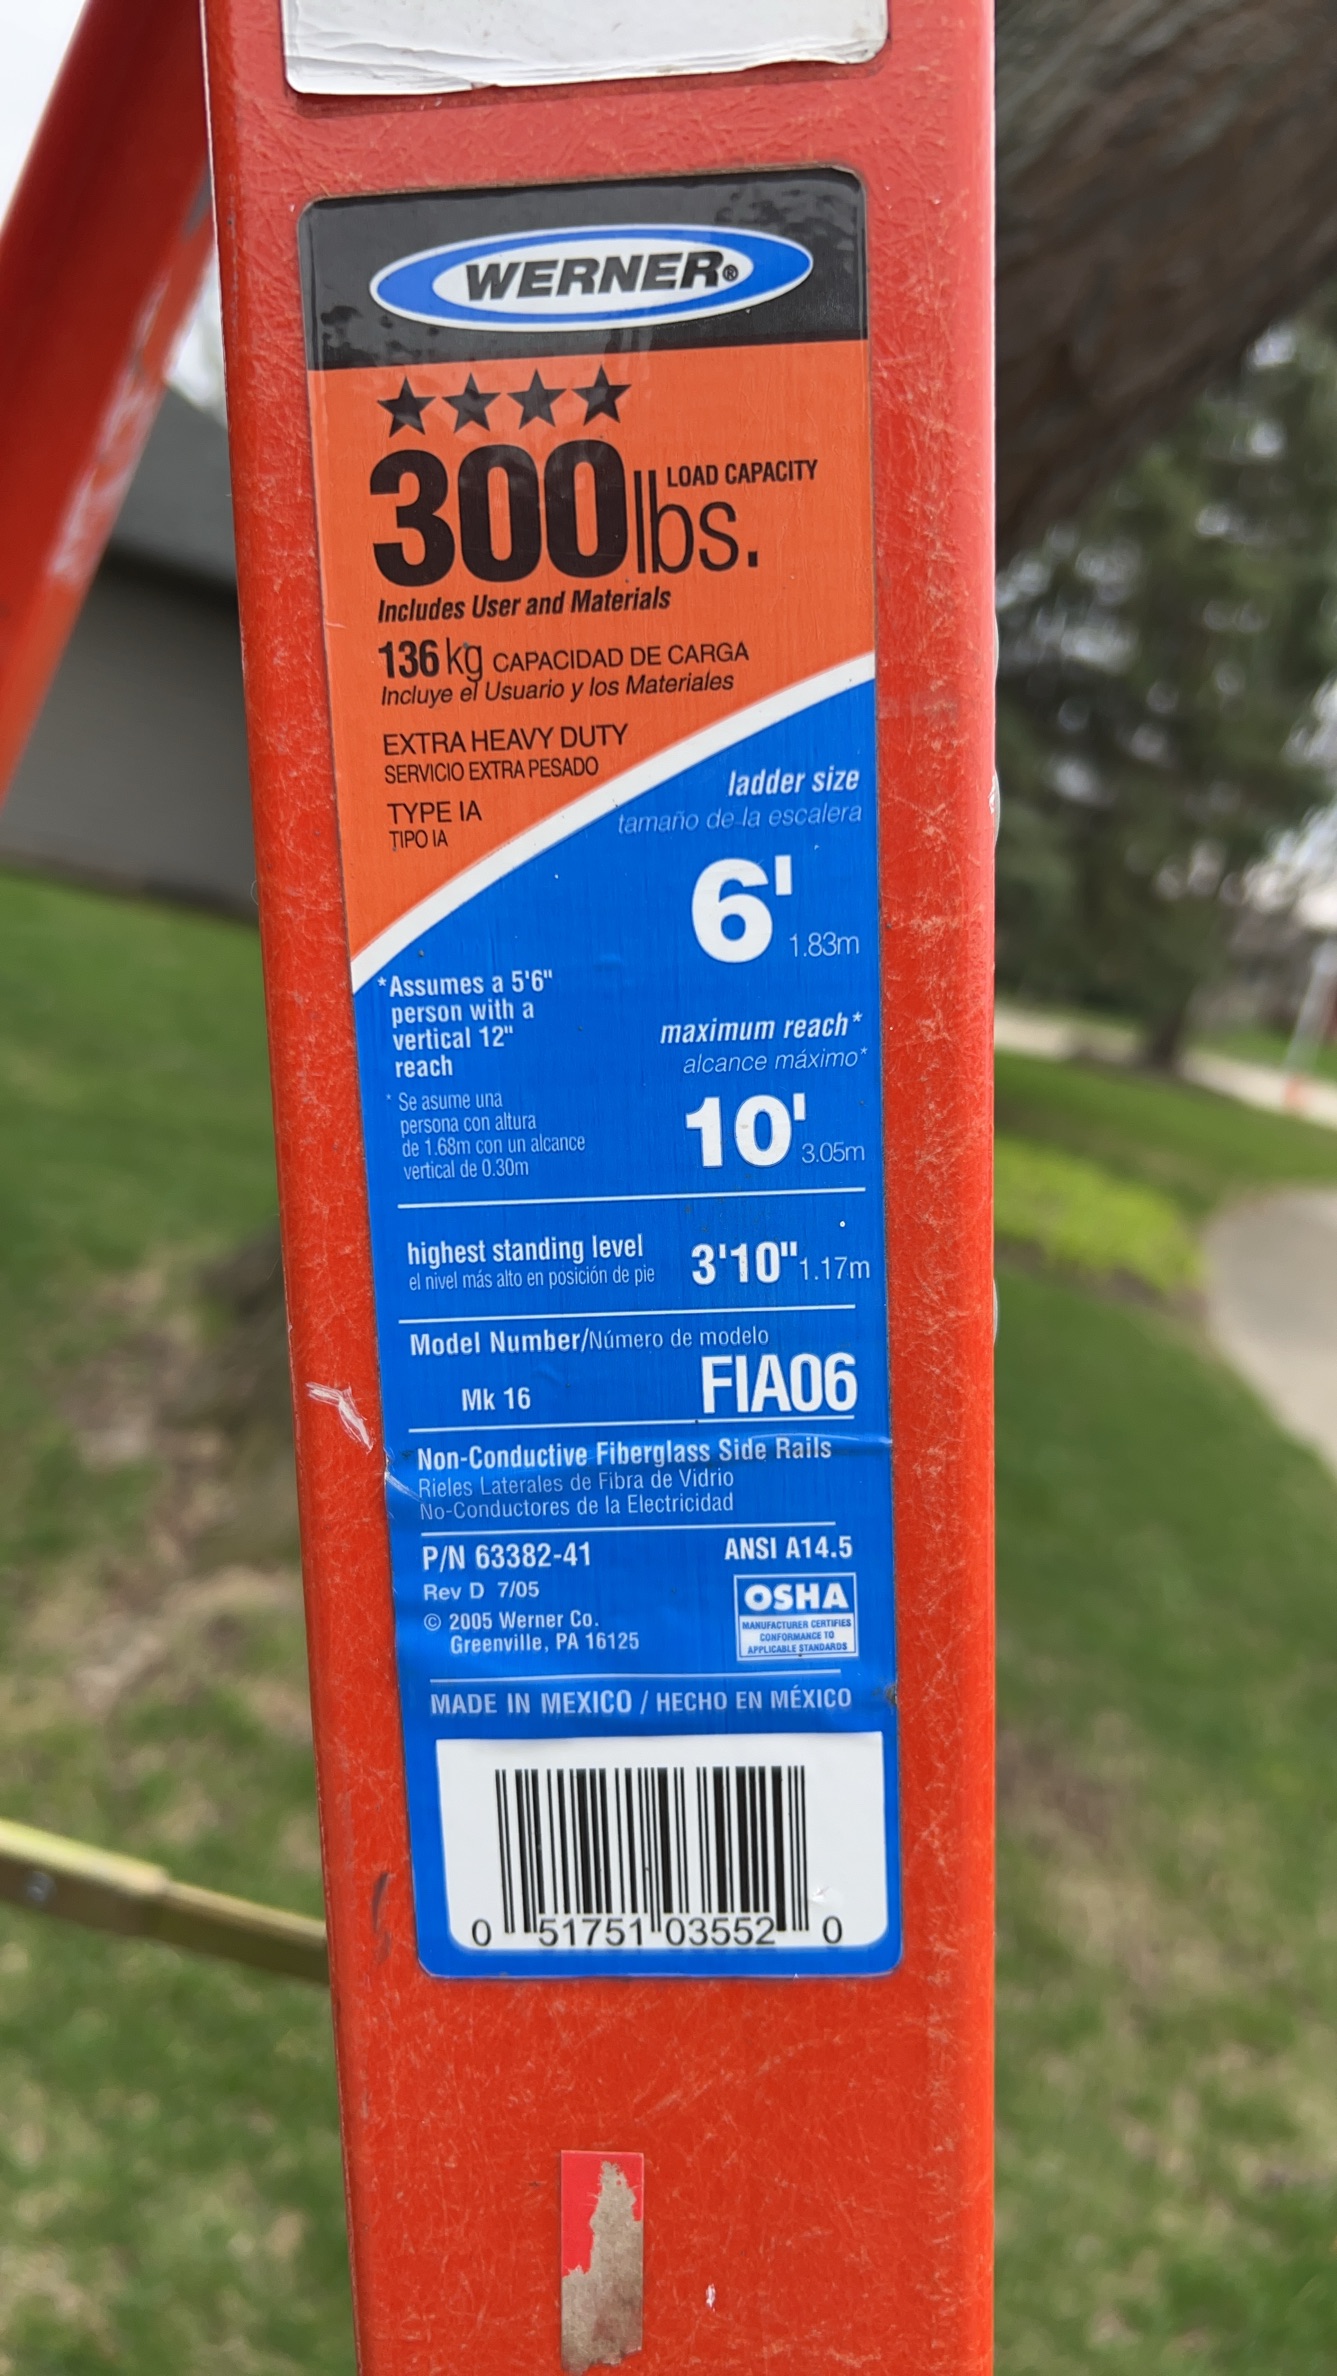 WERNER®
300 lbs. LOAD CAPACITY
Includes User and Materials
136 kg CAPACIDAD DE CARGA
Incluye el Usuario y los Materiales
EXTRA HEAVY DUTY
SERVICIO EXTRA PESADO
TYPE IA
TIPO IA
ladder size
tamaño de la escalera
6' 1.83m
*Assumes a 5'6"
person with a
vertical 12"
reach
* Se asume una
persona con altura
de 1.68m con un alcance
vertical de 0.30m
maximum reach*
alcance máximo*
10' 3.05m
highest standing level
el nivel más alto en posición de pie
3'10" 1.17m
Model Number/Número de modelo
Mk 16 FIA06
Non-Conductive Fiberglass Side Rails
Rieles Laterales de Fibra de Vidrio
No-Conductores de la Electricidad
P/N 63382-41
Rev D 7/05
© 2005 Werner Co.
Greenville, PA 16125
ANSI A14.5
OSHA
MANUFACTURER CERTIFIES
CONFORMANCE TO
APPLICABLE STANDARDS
MADE IN MEXICO / HECHO EN MÉXICO
0 51751 03552 0